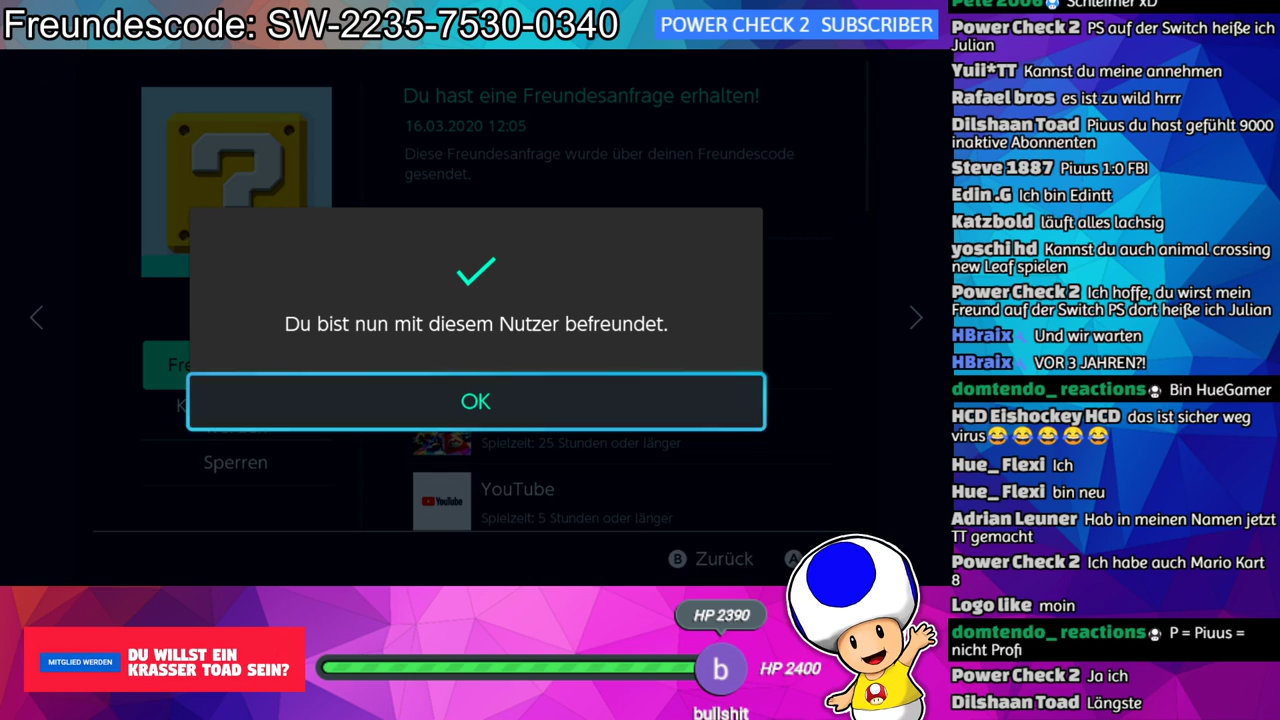 Freundescode: SW-2235-7530-0340
POWER CHECK 2 SUBSCRIBER
Du hast eine Freundesanfrage erhalten!
16.03.2020 12:05
Diese Freundesanfrage wurde über deinen Freundescode
gesendet.
Du bist nun mit diesem Nutzer befreundet.
OK
Sperren
Spielzeit: 25 Stunden oder länger
YouTube
YouTube
Spielzeit: 5 Stunden oder länger
B Zurück A
HP 2390
MITGLIED WERDEN
DU WILLST EIN
KRASSER TOAD SEIN?
b
HP 2400
bullshit
Pete 2006 Schleimer xD
Power Check 2 PS auf der Switch heiße ich
Julian
Yuii*TT Kannst du meine annehmen
Rafael bros es ist zu wild hrrr
Dilshaan Toad Piuus du hast gefühlt 9000
inaktive Abonnenten
Steve 1887 Piuus 1:0 FBI
Edin .G Ich bin Edintt
Katzbold läuft alles lachsig
yoschi hd Kannst du auch animal crossing
new Leaf spielen
Power Check 2 Ich hoffe, du wirst mein
Freund auf der Switch PS dort heiße ich Julian
HBraix Und wir warten
HBraix VOR 3 JAHREN?!
domtendo_reactions Bin HueGamer
HCD Eishockey HCD das ist sicher weg
virus😂😂😂😂😂
Hue_Flexi Ich
Hue_Flexi bin neu
Adrian Leuner Hab in meinen Namen jetzt
TT gemacht
Power Check 2 Ich habe auch Mario Kart
8
Logo like moin
domtendo_reactions P = Piuus =
nicht Profi
Power Check 2 Ja ich
Dilshaan Toad Längste